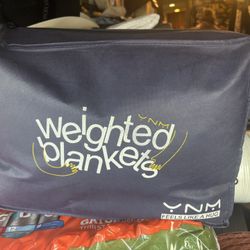 YNM
weighted
blankets
YNM
FEELS LIKE A HUG